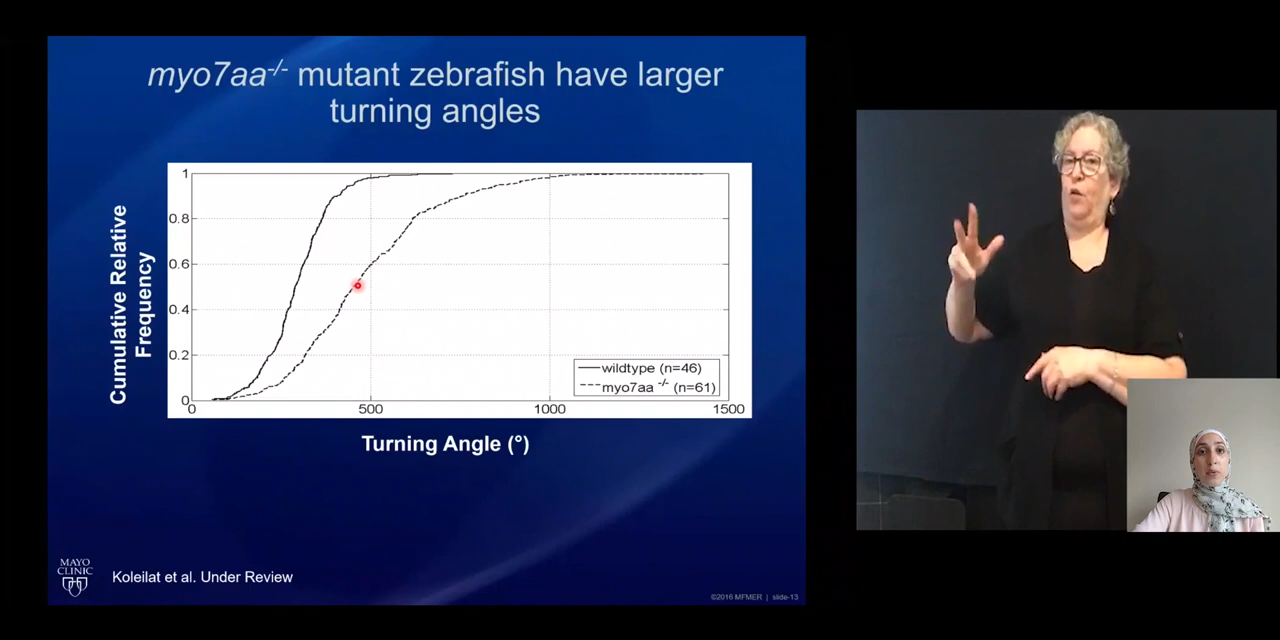 myo7aa-/- mutant zebrafish have larger
turning angles
Cumulative Relative
Frequency
1
0.8
0.6
0.4
0.2
0
0
500
1000
1500
wildtype (n=46)
myo7aa -/- (n=61)
Turning Angle (°)
MAYO
CLINIC
Koleilat et al. Under Review
©2016 MFMER | slide-13